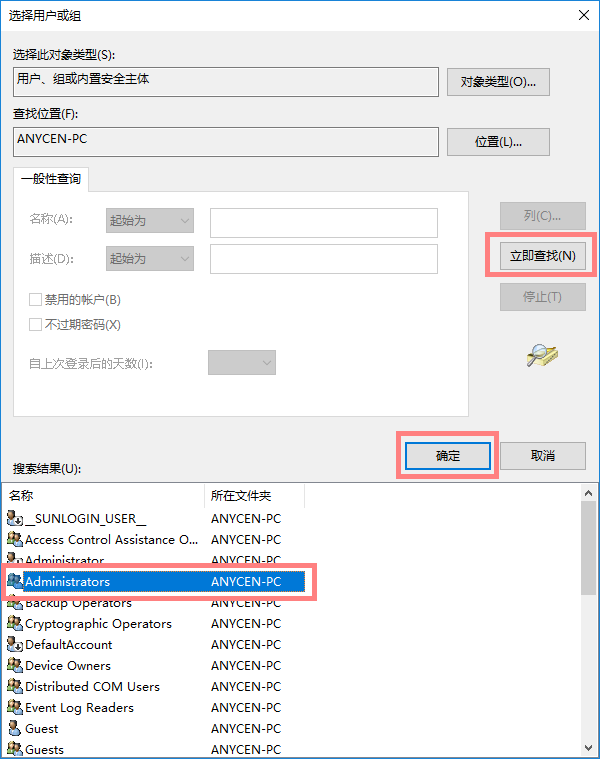 选择用户或组
选择此对象类型(S):
用户、组或内置安全主体
对象类型(O)...
查找位置(F):
ANYCEN-PC
位置(L)...
一般性查询
名称(A):
起始为
列(C)...
描述(D):
起始为
立即查找(N)
禁用的帐户(B)
停止(T)
不过期密码(X)
自上次登录后的天数(I):
确定
取消
搜索结果(U):
名称 所在文件夹
__SUNLOGIN_USER__ ANYCEN-PC
Access Control Assistance O... ANYCEN-PC
Administrator ANYCEN-PC
Administrators ANYCEN-PC
Backup Operators ANYCEN-PC
Cryptographic Operators ANYCEN-PC
DefaultAccount ANYCEN-PC
Device Owners ANYCEN-PC
Distributed COM Users ANYCEN-PC
Event Log Readers ANYCEN-PC
Guest ANYCEN-PC
Guests ANYCEN-PC